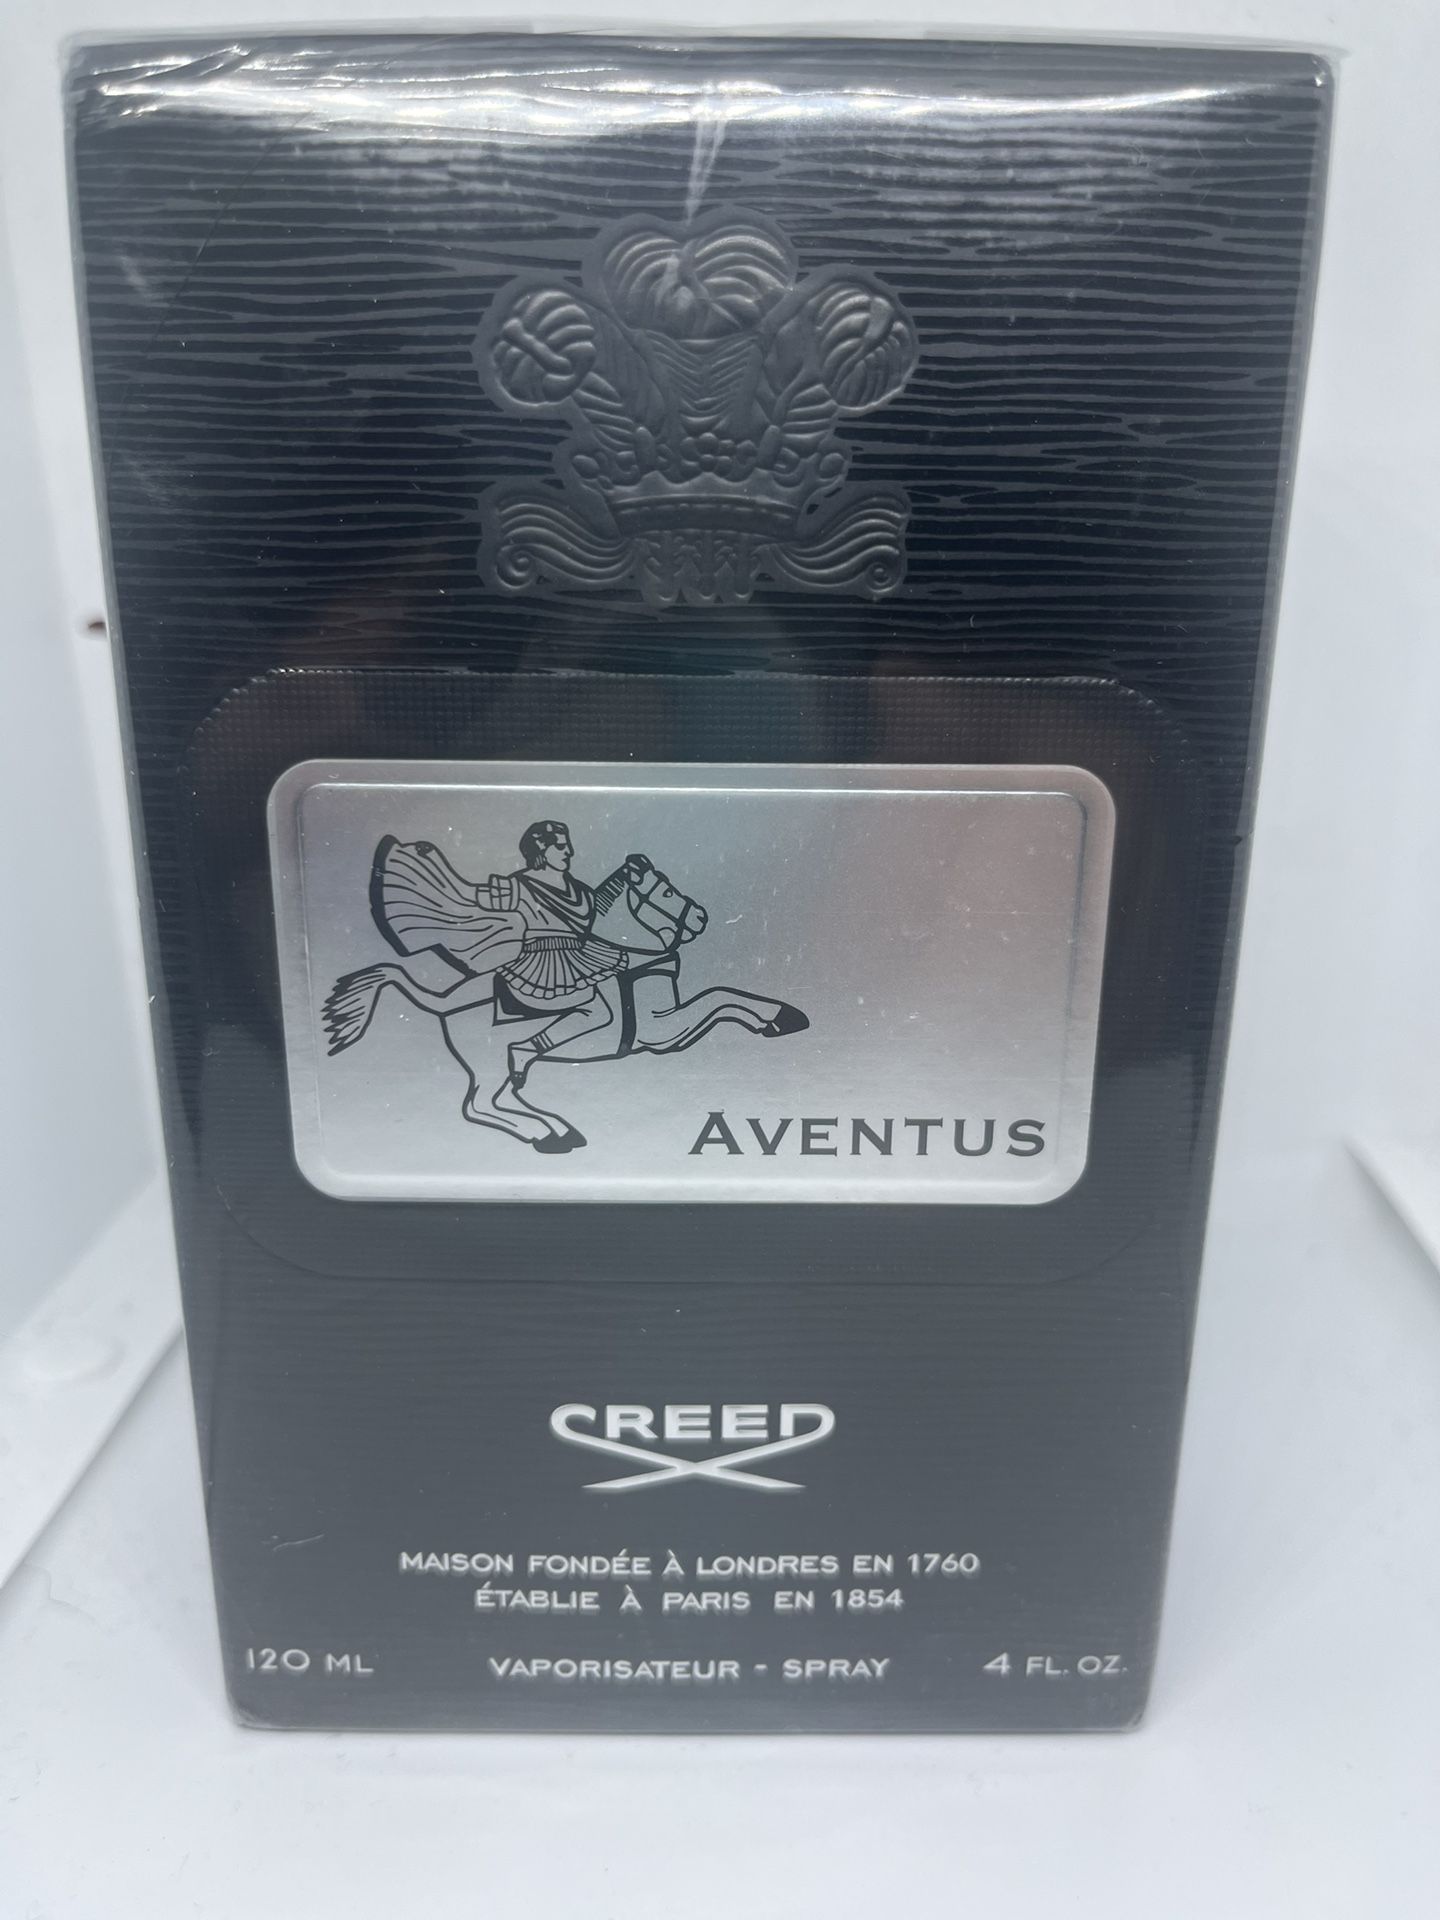 AVENTUS
CREED
MAISON FONDÉE À LONDRES EN 1760
ÉTABLIE À PARIS EN 1854
120 ML VAPORISATEUR - SPRAY 4 FL. OZ.